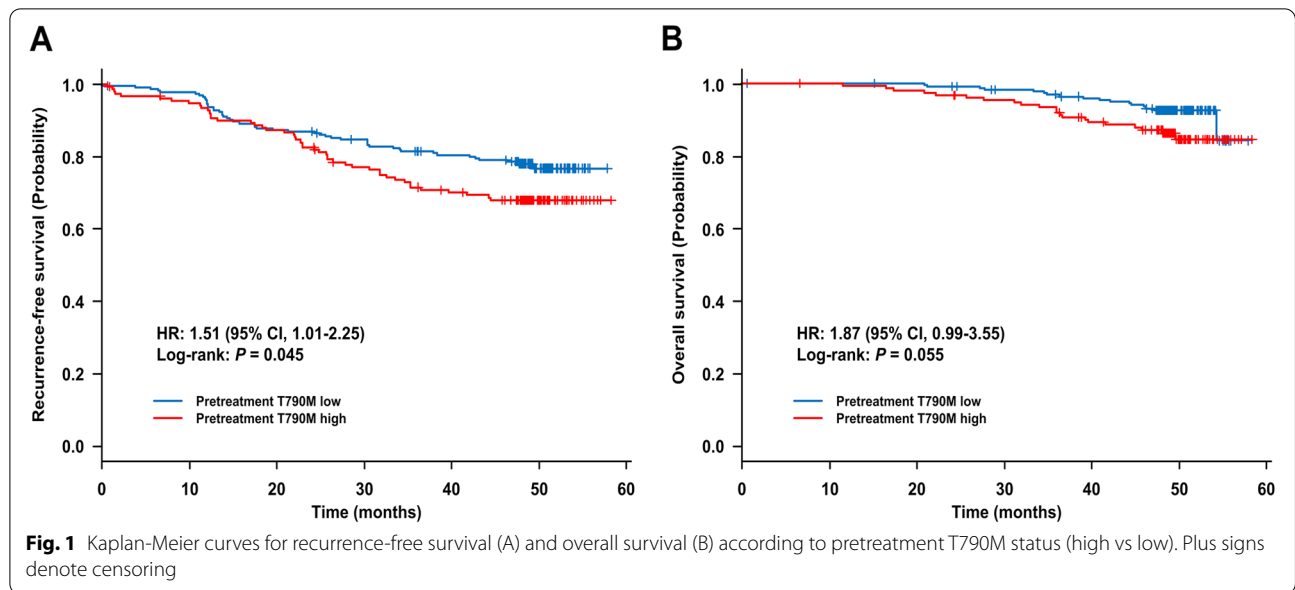 A
Recurrence-free survival (Probability)
1.0
0.8
0.6
0.4
0.2
0.0
HR: 1.51 (95% CI, 1.01-2.25)
Log-rank: P = 0.045
Pretreatment T790M low
Pretreatment T790M high
0 10 20 30 40 50 60
Time (months)
B
Overall survival (Probability)
1.0
0.8
0.6
0.4
0.2
0.0
HR: 1.87 (95% CI, 0.99-3.55)
Log-rank: P = 0.055
Pretreatment T790M low
Pretreatment T790M high
0 10 20 30 40 50 60
Time (months)
Fig. 1 Kaplan-Meier curves for recurrence-free survival (A) and overall survival (B) according to pretreatment T790M status (high vs low). Plus signs
denote censoring